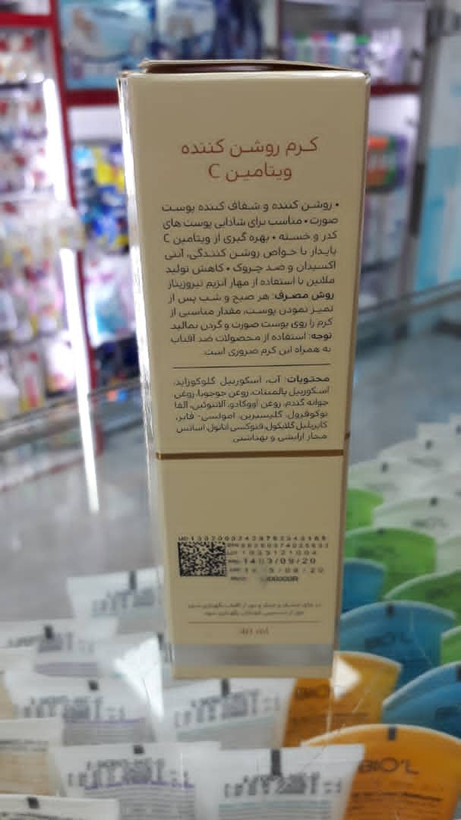 کرم روشن کننده
ویتامین C
• روشن کننده و شفاف کننده پوست
صورت • مناسب برای شادابی پوست های
کدر و خسته • بهره گیری از ویتامین C
پایدار با خواص روشن کنندگی، آنتی
اکسیدان و ضد چروک • کاهش تولید
ملانین با استفاده از مهار آنزیم تیروزیناز
روش مصرف: هر صبح و شب پس از
تمیز نمودن پوست، مقدار مناسبی از
کرم را روی پوست صورت و گردن بمالید
توجه: استفاده از محصولات ضد آفتاب
به همراه این کرم ضروری است.
محتویات: آب، اسکوربیل گلوکوزاید،
اسکوربیل پالمیتات، روغن جوجوبا، روغن
جوانه گندم، روغن آووکادو، آلانتوئین، آلفا
توکوفرول، گلیسیرین، امولسی- فایر،
کاپریلیل گلایکول، فنوکسی اتانول، اسانس
مجاز آرایشی و بهداشتی
1403/09/20
40 ml